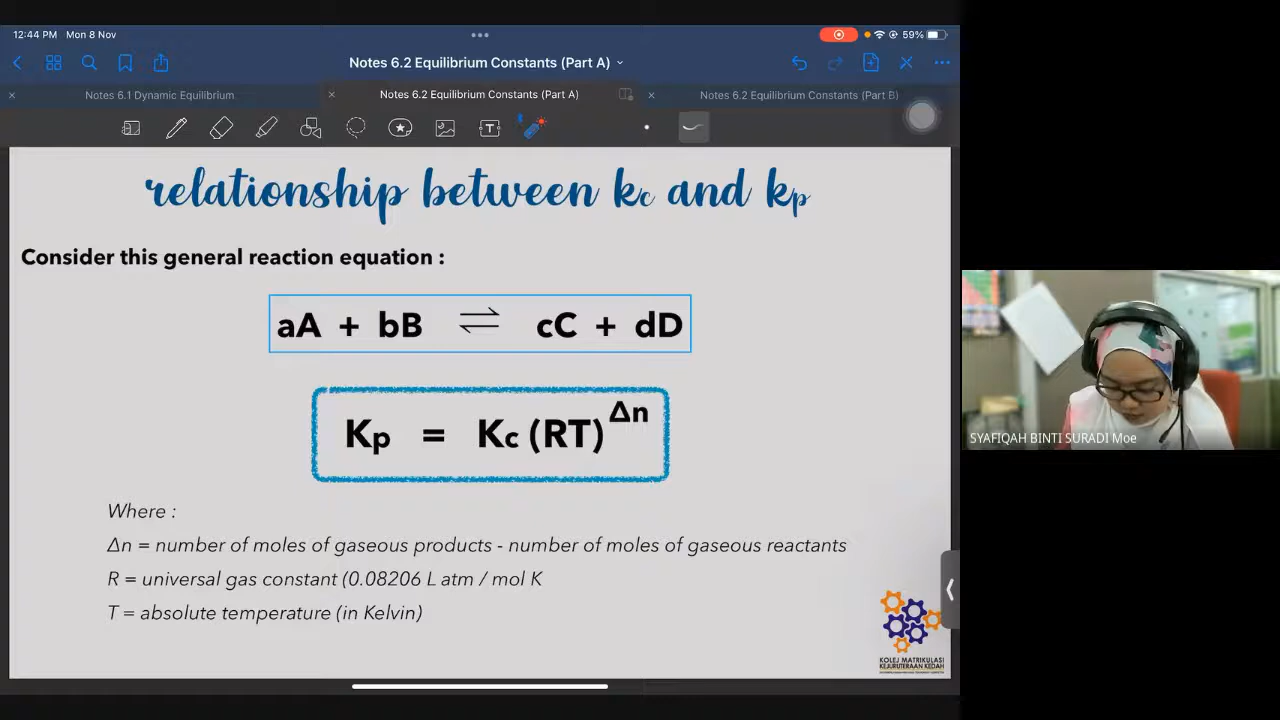 12:44 PM Mon 8 Nov
59%
Notes 6.2 Equilibrium Constants (Part A)
Notes 6.1 Dynamic Equilibrium
Notes 6.2 Equilibrium Constants (Part A)
Notes 6.2 Equilibrium Constants (Part B)
relationship between kc and kp
Consider this general reaction equation :
aA + bB ⇌ cC + dD
Kp = Kc (RT)^Δn
Where :
Δn = number of moles of gaseous products - number of moles of gaseous reactants
R = universal gas constant (0.08206 L atm / mol K
T = absolute temperature (in Kelvin)
KOLEJ MATRIKULASI
KEJURUTERAAN KEDAH
SYAFIQAH BINTI SURADI Moe